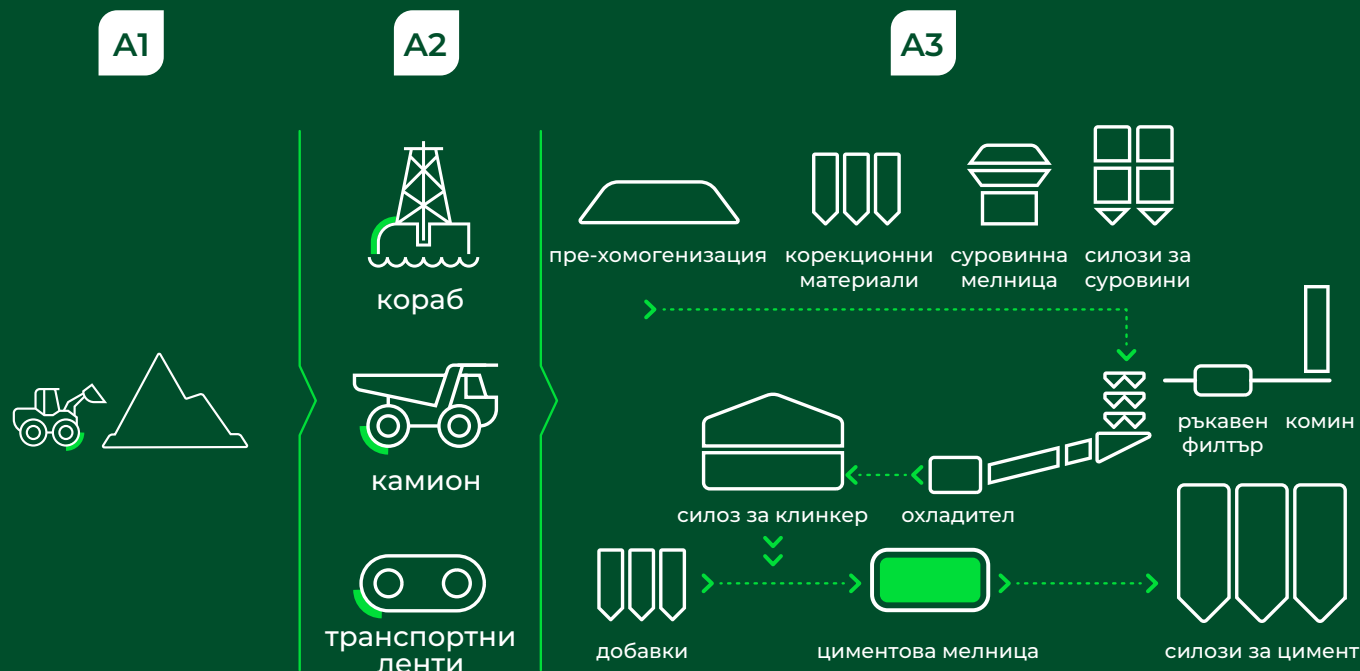 A1
A2
A3
кораб
камион
транспортни
ленти
пре-хомогенизация
корекционни
материали
суровинна
мелница
силози за
суровини
ръкавен
филтър
комин
силоз за клинкер
охладител
добавки
циментова мелница
силози за цимент